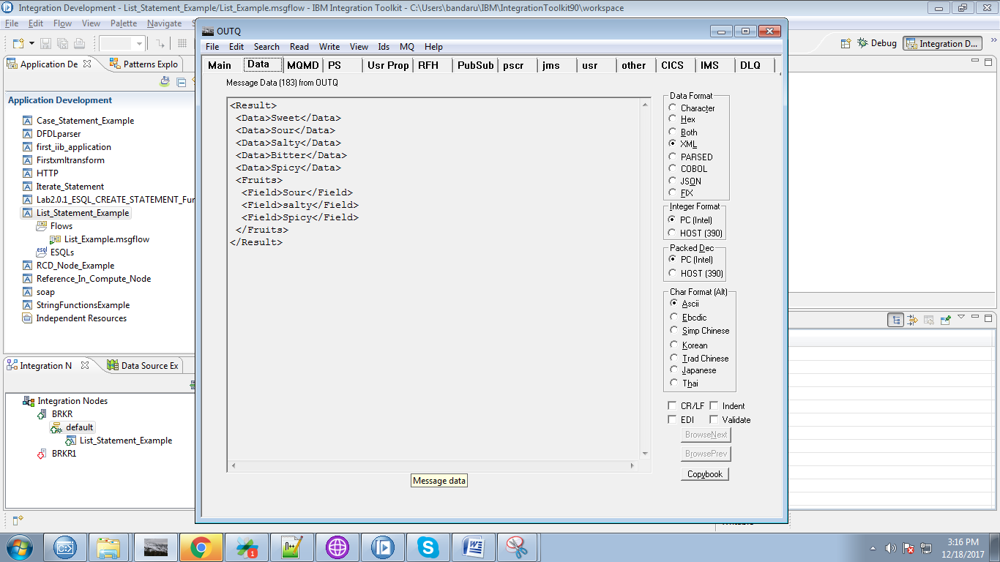 Integration Development - List_Statement_Example/List_Example.msgflow - IBM Integration Toolkit - C:\Users\bandaru\IBM\IntegrationToolkit90\workspace
File Edit Flow View Palette Navigate
Debug Integration D...
Application De Patterns Explo
Application Development
Case_Statement_Example
DFDLparser
first_iib_application
Firstxmltransform
HTTP
Iterate_Statement
Lab2.0.1_ESQL_CREATE_STATEMENT_Fun
List_Statement_Example
Flows
List_Example.msgflow
esql ESQLs
RCD_Node_Example
Reference_In_Compute_Node
soap
StringFunctionsExample
Independent Resources
Integration N Data Source Ex
Integration Nodes
BRKR
default
List_Statement_Example
BRKR1
OUTQ
File Edit Search Read Write View Ids MQ Help
Main Data MQMD PS Usr Prop RFH PubSub pscr jms usr other CICS IMS DLQ
Message Data (183) from OUTQ
<Result>
<Data>Sweet</Data>
<Data>Sour</Data>
<Data>Salty</Data>
<Data>Bitter</Data>
<Data>Spicy</Data>
<Fruits>
<Field>Sour</Field>
<Field>salty</Field>
<Field>Spicy</Field>
</Fruits>
</Result>
Message data
Data Format
Character
Hex
Both
XML
PARSED
COBOL
JSON
FIX
Integer Format
PC (Intel)
HOST (390)
Packed Dec
PC (Intel)
HOST (390)
Char Format (Alt)
Ascii
Ebcdic
Simp Chinese
Korean
Trad Chinese
Japanese
Thai
CR/LF Indent
EDI Validate
BrowseNext
BrowsePrev
Copybook
1
3:16 PM
12/18/2017